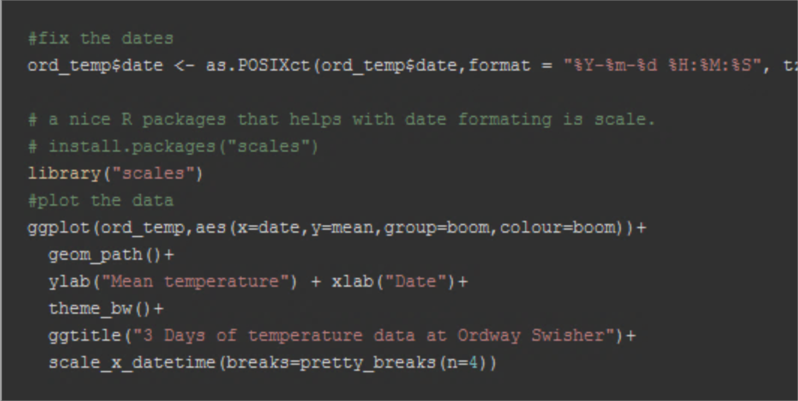 #fix the dates
ord_temp$date <- as.POSIXct(ord_temp$date,format = "%Y-%m-%d %H:%M:%S", t
# a nice R packages that helps with date formating is scale.
# install.packages("scales")
library("scales")
#plot the data
ggplot(ord_temp,aes(x=date,y=mean,group=boom,colour=boom))+
geom_path()+
ylab("Mean temperature") + xlab("Date")+
theme_bw()+
ggtitle("3 Days of temperature data at Ordway Swisher")+
scale_x_datetime(breaks=pretty_breaks(n=4))